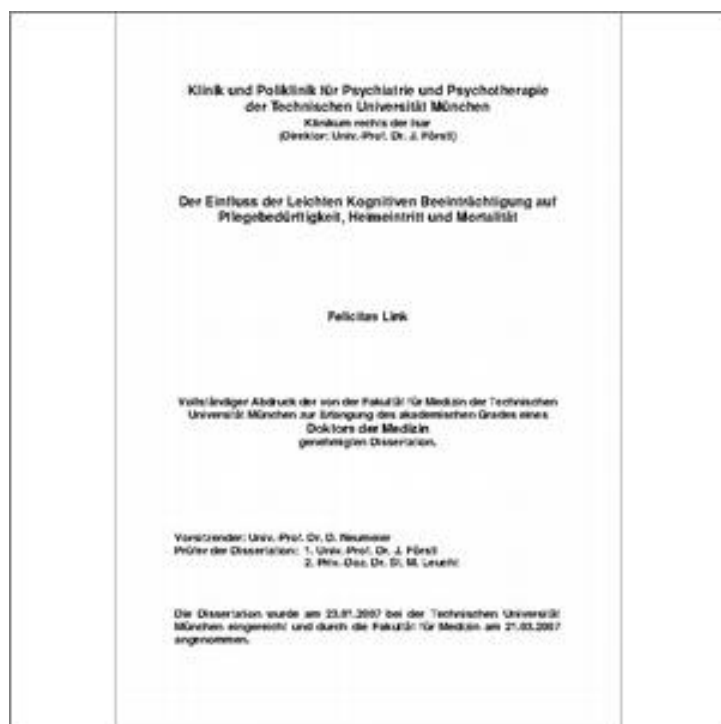 Klinik und Poliklinik für Psychiatrie und Psychotherapie
der Technischen Universität München
Klinikum rechts der Isar
(Direktor: Univ.-Prof. Dr. J. Förstl)
Der Einfluss der Leichten Kognitiven Beeinträchtigung auf
Pflegebedürftigkeit, Heimeintritt und Mortalität
Felicitas Link
Vollständiger Abdruck der von der Fakultät für Medizin der Technischen
Universität München zur Erlangung des akademischen Grades eines
Doktors der Medizin
genehmigten Dissertation.
Vorsitzender: Univ.-Prof. Dr. D. Neumeier
Prüfer der Dissertation: 1. Univ.-Prof. Dr. J. Förstl
2. Priv.-Doz. Dr. St. M. Leucht
Die Dissertation wurde am 23.01.2007 bei der Technischen Universität
München eingereicht und durch die Fakultät für Medizin am 21.03.2007
angenommen.